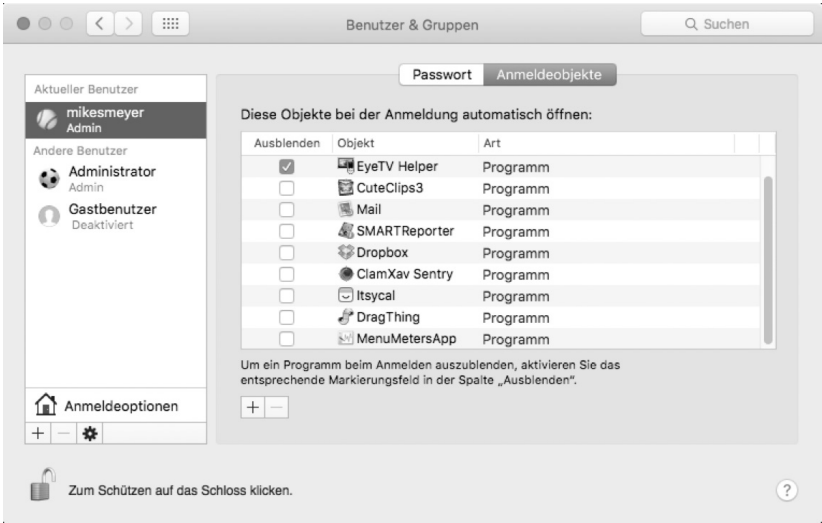 Benutzer & Gruppen
Suchen
Passwort
Anmeldeobjekte
Aktueller Benutzer
mikesmeyer
Admin
Andere Benutzer
Administrator
Admin
Gastbenutzer
Deaktiviert
Anmeldeoptionen
Diese Objekte bei der Anmeldung automatisch öffnen:
Ausblenden Objekt Art
EyeTV Helper Programm
CuteClips3 Programm
Mail Programm
SMARTReporter Programm
Dropbox Programm
ClamXav Sentry Programm
Itsycal Programm
DragThing Programm
MenuMetersApp Programm
Um ein Programm beim Anmelden auszublenden, aktivieren Sie das
entsprechende Markierungsfeld in der Spalte „Ausblenden“.
Zum Schützen auf das Schloss klicken.
?